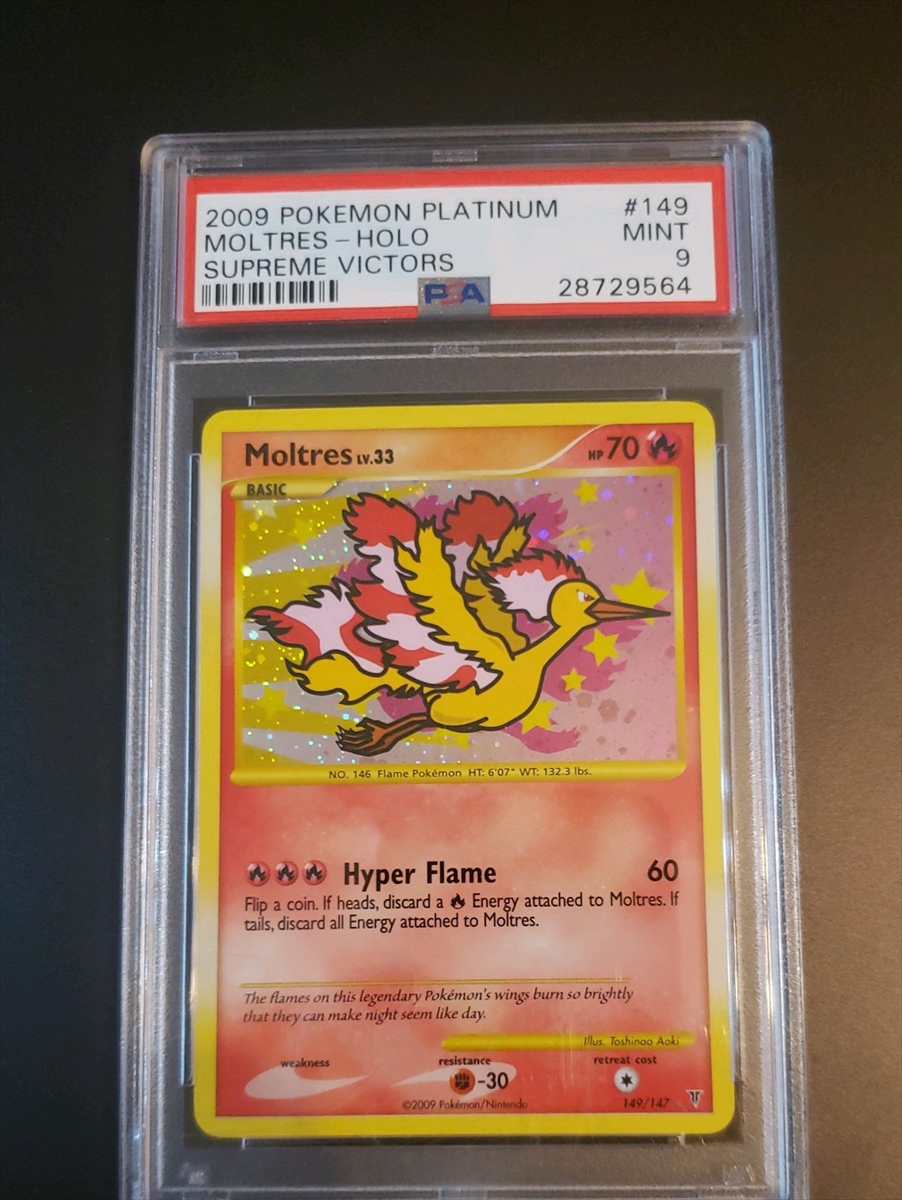 2009 POKEMON PLATINUM #149
MOLTRES - HOLO MINT
SUPREME VICTORS 9
PSA 28729564
Moltres LV.33 HP 70
BASIC
NO. 146 Flame Pokémon HT: 6'07" WT: 132.3 lbs.
Hyper Flame 60
Flip a coin. If heads, discard a Energy attached to Moltres. If
tails, discard all Energy attached to Moltres.
The flames on this legendary Pokémon's wings burn so brightly
that they can make night seem like day.
Illus. Toshinao Aoki
weakness resistance retreat cost
-30
©2009 Pokémon/Nintendo 149/147